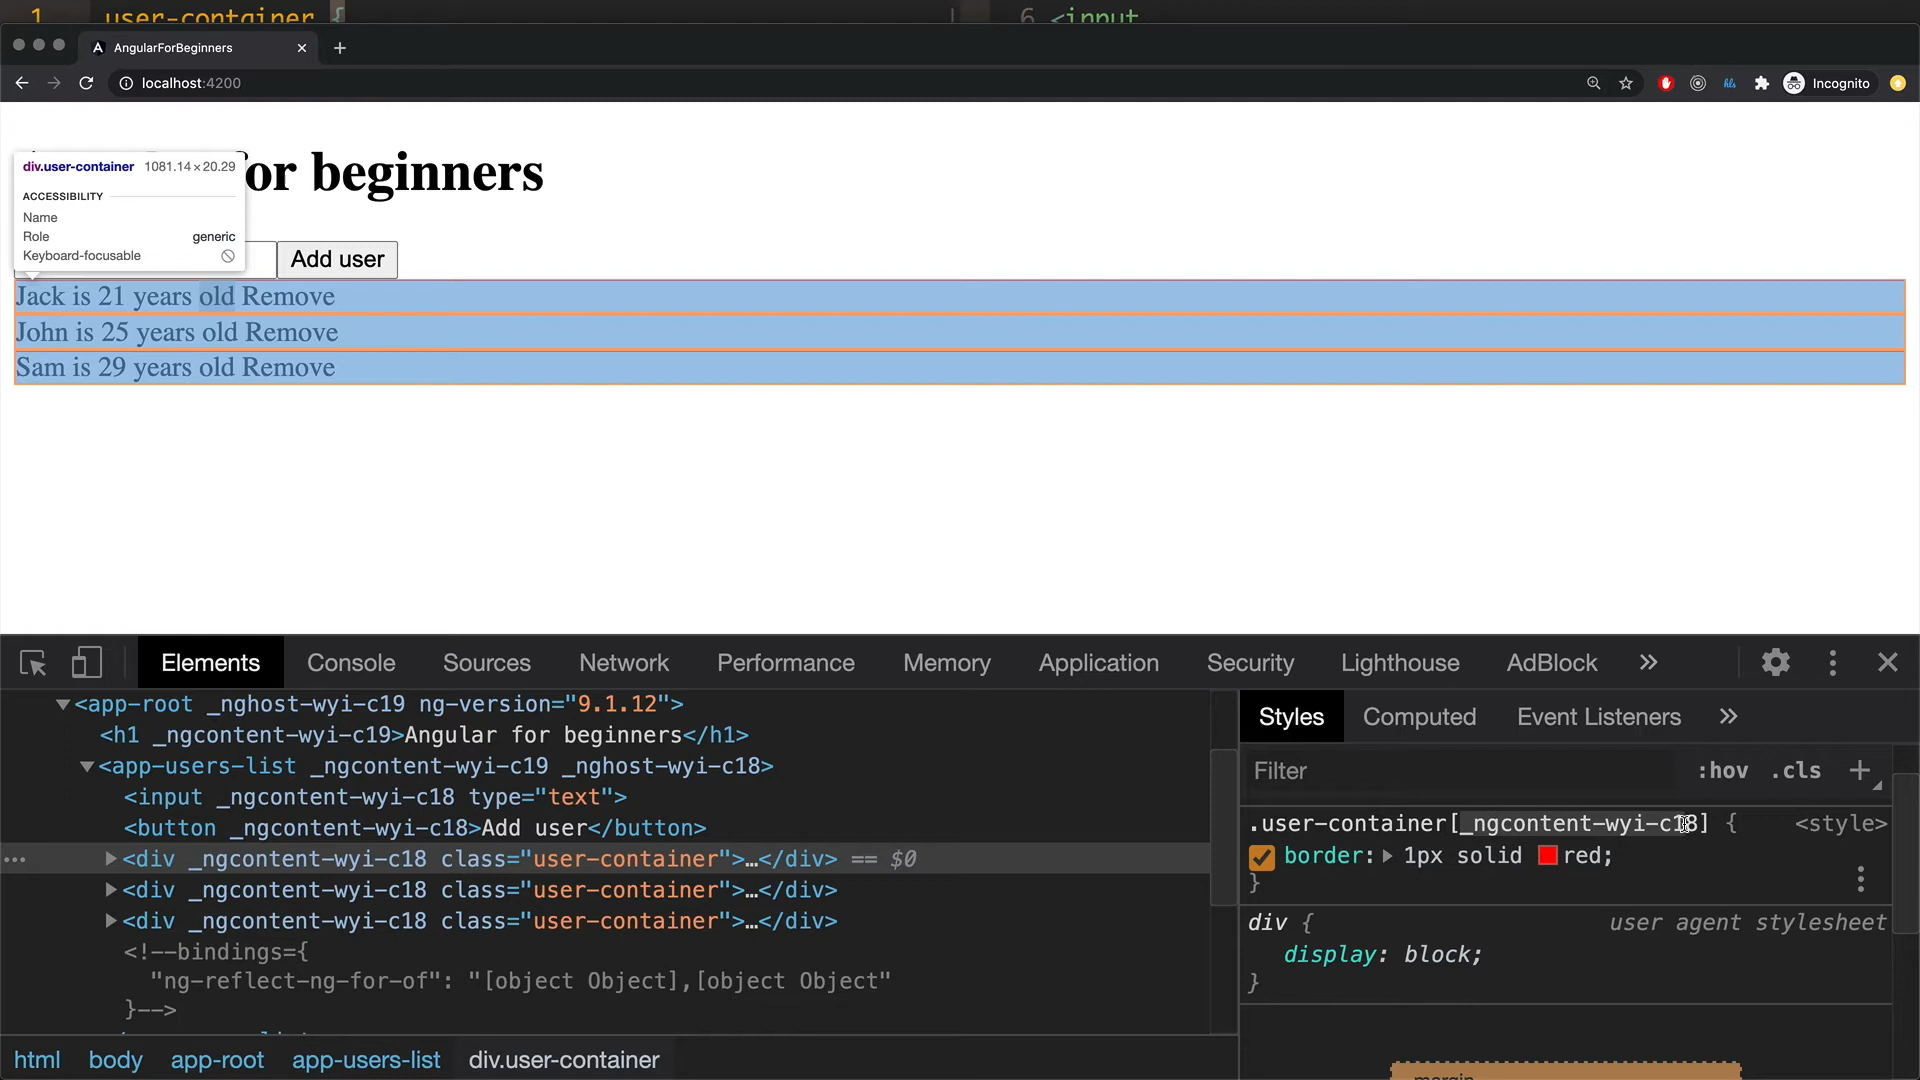 1 user-container {
6 <input
AngularForBeginners
localhost:4200
Incognito
or beginners
div.user-container 1081.14×20.29
ACCESSIBILITY
Name
Role generic
Keyboard-focusable
Add user
Jack is 21 years old Remove
John is 25 years old Remove
Sam is 29 years old Remove
Elements Console Sources Network Performance Memory Application Security Lighthouse AdBlock »
<app-root _nghost-wyi-c19 ng-version="9.1.12">
<h1 _ngcontent-wyi-c19>Angular for beginners</h1>
<app-users-list _ngcontent-wyi-c19 _nghost-wyi-c18>
<input _ngcontent-wyi-c18 type="text">
<button _ngcontent-wyi-c18>Add user</button>
<div _ngcontent-wyi-c18 class="user-container">…</div> == $0
<div _ngcontent-wyi-c18 class="user-container">…</div>
<div _ngcontent-wyi-c18 class="user-container">…</div>
<!--bindings={
"ng-reflect-ng-for-of": "[object Object],[object Object"
}-->
html body app-root app-users-list div.user-container
Styles Computed Event Listeners »
Filter :hov .cls +
.user-container[_ngcontent-wyi-c18] { <style>
border: 1px solid red;
}
div { user agent stylesheet
display: block;
}
margin